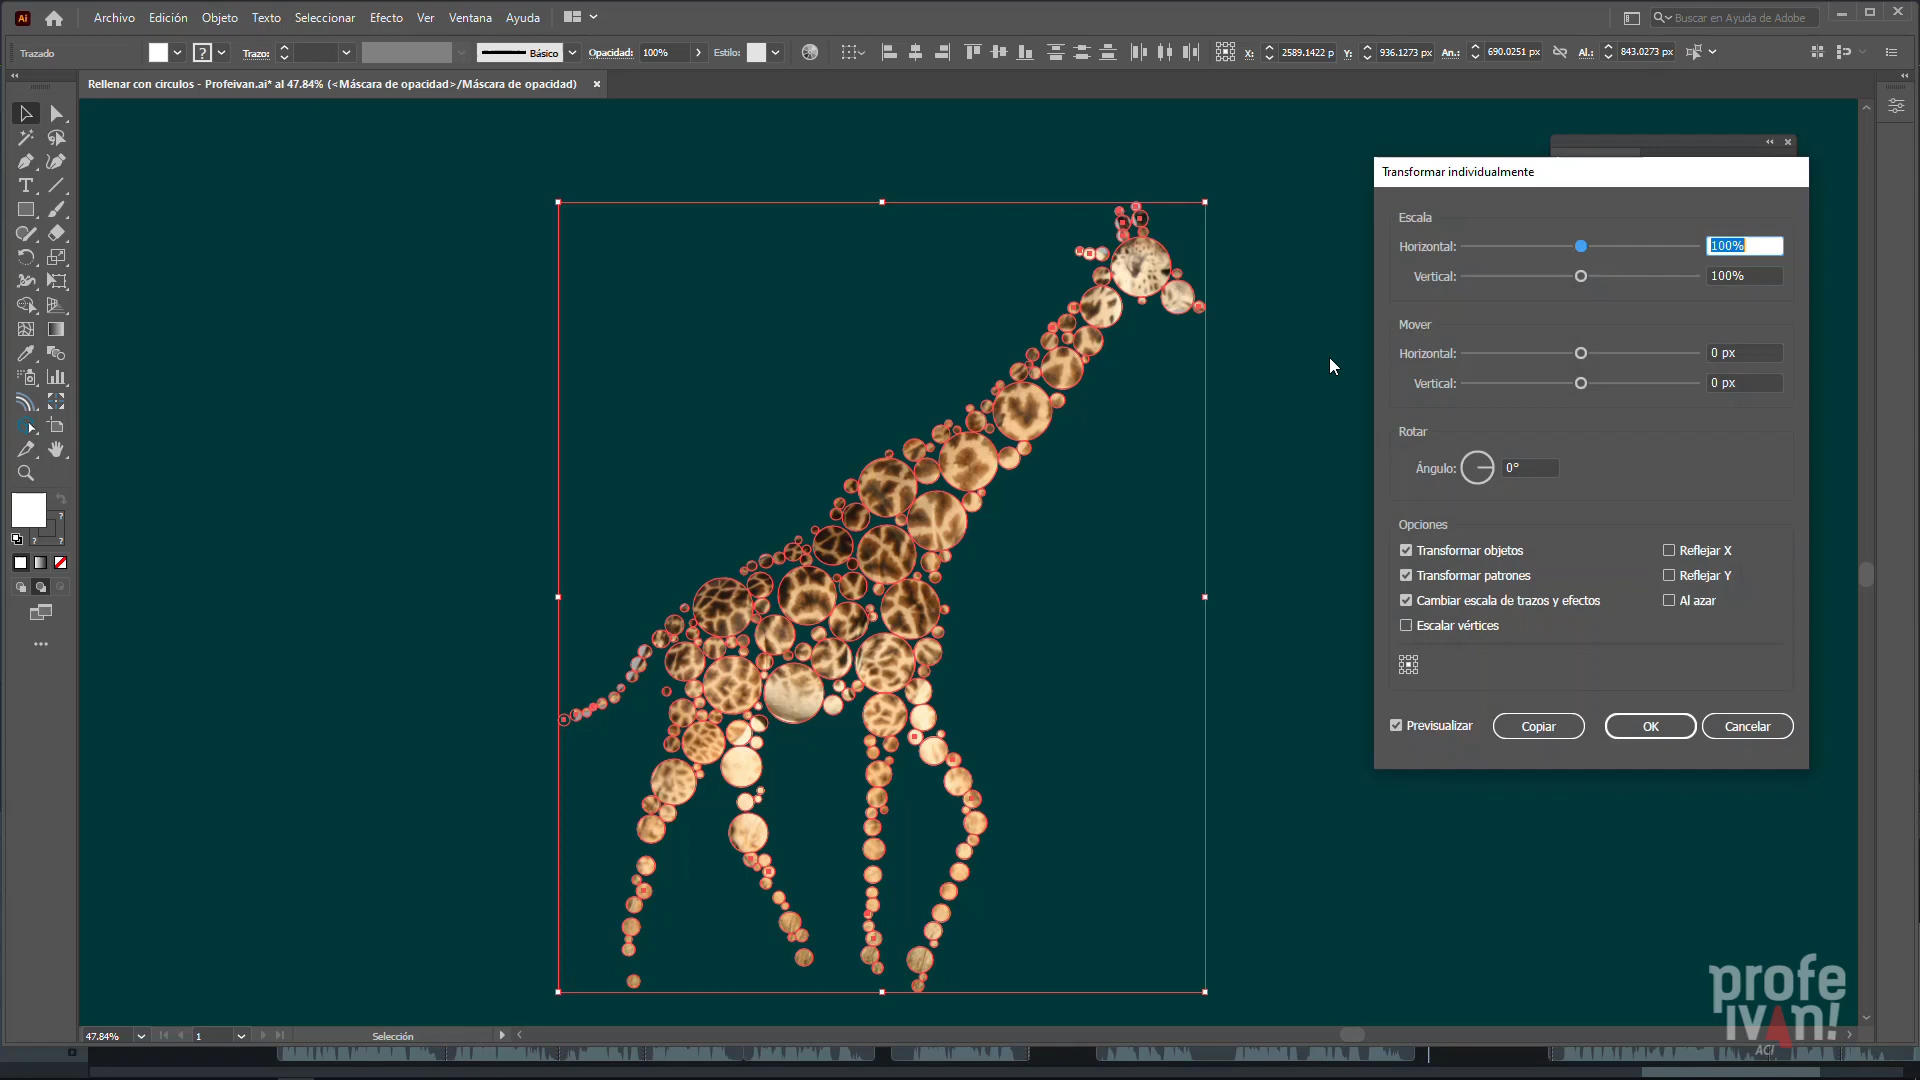 Ai Archivo Edición Objeto Texto Seleccionar Efecto Ver Ventana Ayuda Buscar en Ayuda de Adobe
Trazado ? Trazo: Básico Opacidad: 100% Estilo: X: 2589.1422 p Y: 936.1273 px An.: 690.0251 px Al.: 843.0273 px
Rellenar con circulos - Profeivan.ai* al 47.84% (<Máscara de opacidad>/Máscara de opacidad)
Transformar individualmente
Escala
Horizontal: 100%
Vertical: 100%
Mover
Horizontal: 0 px
Vertical: 0 px
Rotar
Ángulo: 0°
Opciones
Transformar objetos Reflejar X
Transformar patrones Reflejar Y
Cambiar escala de trazos y efectos Al azar
Escalar vértices
Previsualizar Copiar OK Cancelar
profe
ivAn!
ACI
47.84% 1 Selección